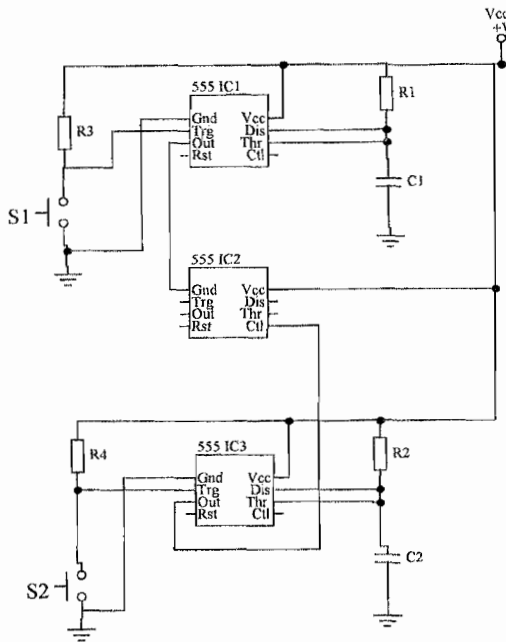 Vcc
+V
555 IC1
R1
R3
Gnd
Trg
Out
Rst
Vcc
Dis
Thr
Ctl
C1
S1
555 IC2
Gnd
Trg
Out
Rst
Vcc
Dis
Thr
Ctl
R4
555 IC3
R2
Gnd
Trg
Out
Rst
Vcc
Dis
Thr
Ctl
C2
S2